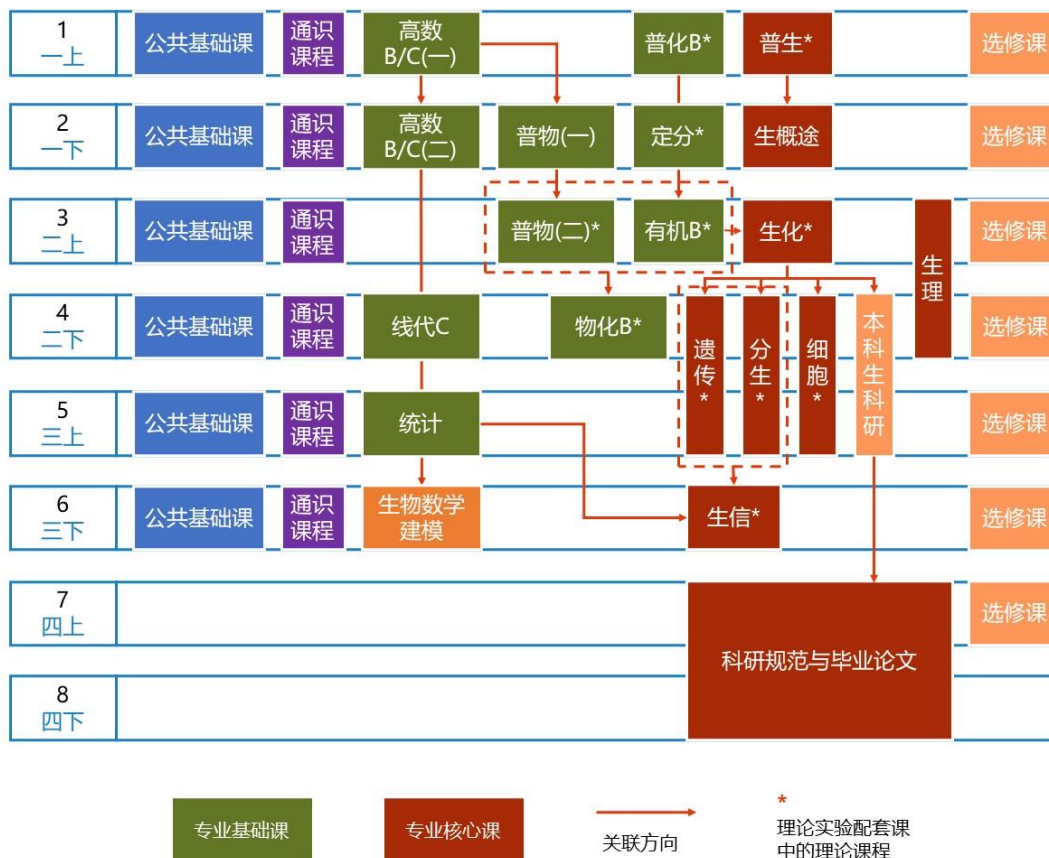 1
一上
公共基础课
通识
课程
高数
B/C(一)
普化B*
普生*
选修课
2
一下
公共基础课
通识
课程
高数
B/C(二)
普物(一)
定分*
生概途
选修课
3
二上
公共基础课
通识
课程
普物(二)*
有机B*
生化*
生理
选修课
4
二下
公共基础课
通识
课程
线代C
物化B*
遗传*
分生*
细胞*
本科生科研
选修课
5
三上
公共基础课
通识
课程
统计
选修课
6
三下
公共基础课
通识
课程
生物数学
建模
生信*
选修课
7
四上
科研规范与毕业论文
选修课
8
四下
专业基础课
专业核心课
关联方向
*
理论实验配套课
中的理论课程